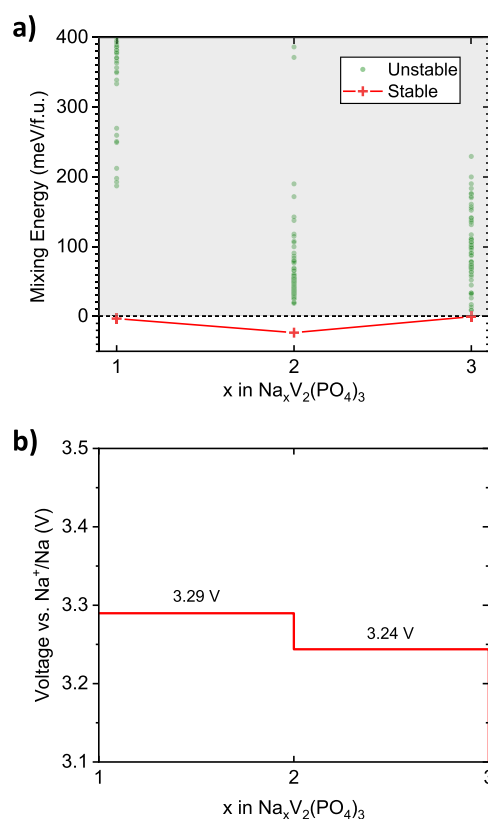 a)
400
300
200
100
0
Mixing Energy (meV/f.u.)
Unstable
Stable
1 2 3
x in NaₓV₂(PO₄)₃
b)
3.5
3.4
3.3
3.2
3.1
Voltage vs. Na⁺/Na (V)
3.29 V
3.24 V
1 2 3
x in NaₓV₂(PO₄)₃